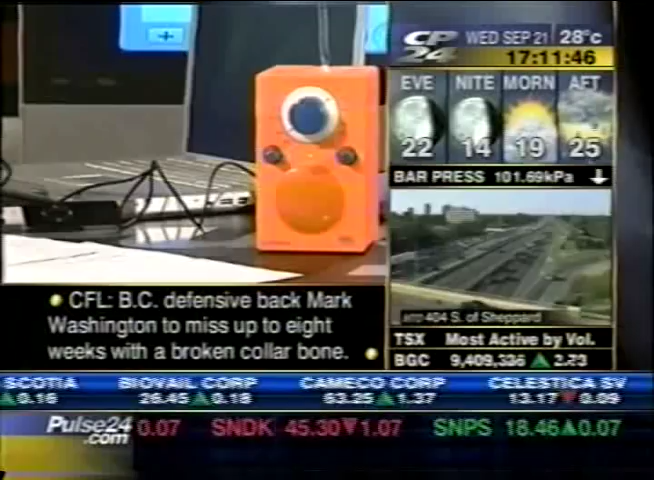 CP
24
WED SEP 21 28°C
17:11:46
EVE NITE MORN AFT
22 14 19 25
BAR PRESS 101.69kPa
404 S. of Sheppard
CFL: B.C. defensive back Mark
Washington to miss up to eight
weeks with a broken collar bone.
TSX Most Active by Vol.
BGC 9,409,336 ▲ 2.73
SCOTIA BIOVAIL CORP CAMECO CORP CELESTICA SV
▲0.16 26.45▲0.18 63.25▲1.37 13.17▼0.09
Pulse24
.com
0.07 SNDK 45.30▼1.07 SNPS 18.46▲0.07